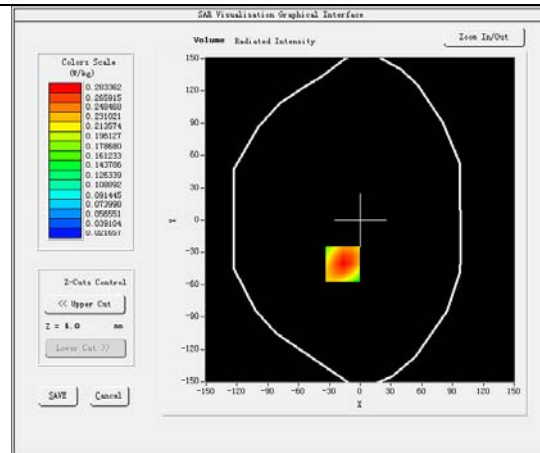 SAR Visualisation Graphical Interface
Volume Radiated Intensity
Zoom In/Out
Colors Scale
(W/kg)
0.283362
0.265915
0.248468
0.231021
0.213574
0.196127
0.178680
0.161233
0.143786
0.126339
0.108892
0.091445
0.073998
0.056551
0.039104
0.021657
150
120
90
60
30
0
-30
-60
-90
-120
-150
Y
-150 -120 -90 -60 -30 0 30 60 90 120 150
X
Z-Cuts Control
<< Upper Cut
Z = 4.0 mm
Lower Cut >>
SAVE Cancel